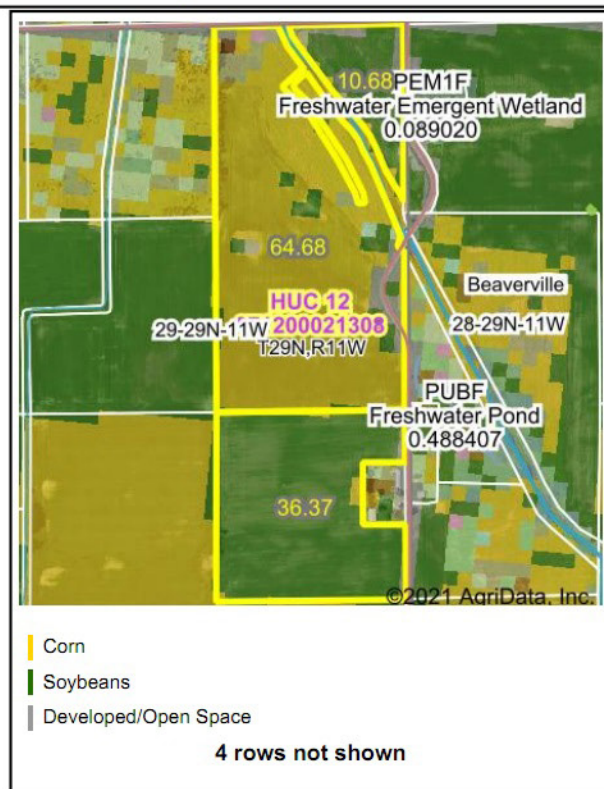 10.68 PEM1F
Freshwater Emergent Wetland
0.089020
64.68
Beaverville
HUC 12
29-29N-11W 200021308
28-29N-11W
T29N,R11W
PUBF
Freshwater Pond
0.488407
36.37
©2021 AgriData, Inc.
Corn
Soybeans
Developed/Open Space
4 rows not shown